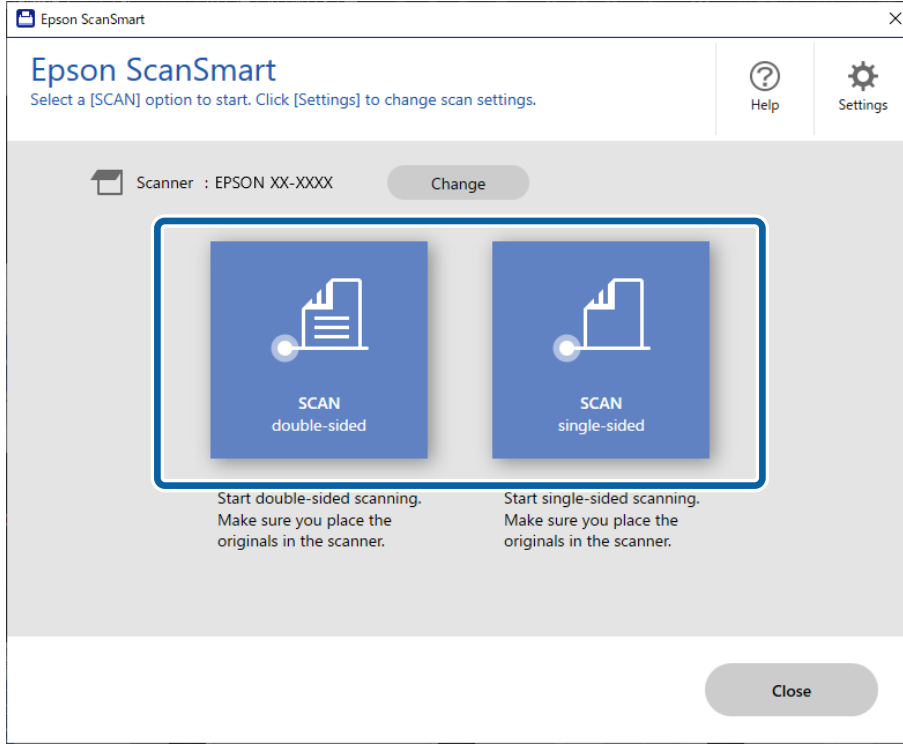 Epson ScanSmart
Epson ScanSmart
Select a [SCAN] option to start. Click [Settings] to change scan settings.
Help
Settings
Scanner : EPSON XX-XXXX
Change
SCAN
double-sided
SCAN
single-sided
Start double-sided scanning.
Make sure you place the
originals in the scanner.
Start single-sided scanning.
Make sure you place the
originals in the scanner.
Close